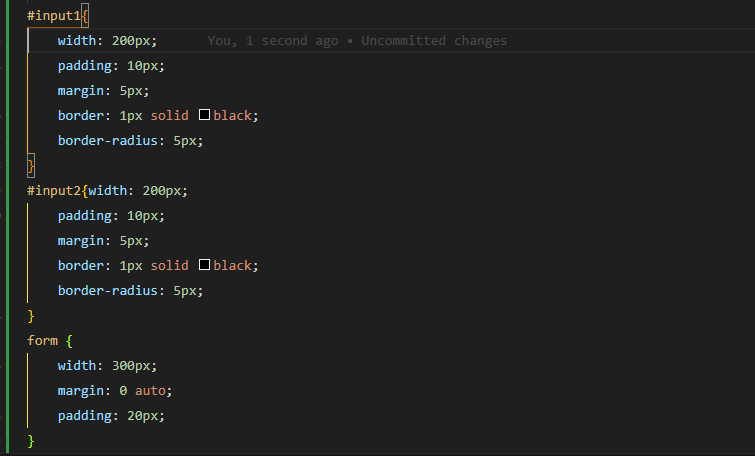 #input1{
width: 200px; You, 1 second ago • Uncommitted changes
padding: 10px;
margin: 5px;
border: 1px solid black;
border-radius: 5px;
}
#input2{width: 200px;
padding: 10px;
margin: 5px;
border: 1px solid black;
border-radius: 5px;
}
form {
width: 300px;
margin: 0 auto;
padding: 20px;
}